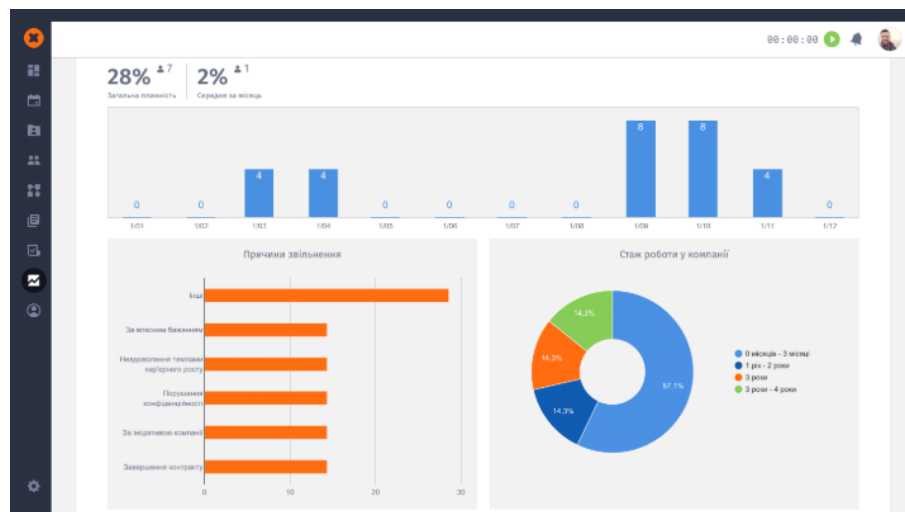 00:00:00
28% 7 2% 1
Загальна плинність Середня за місяць
0 0 4 4 0 0 0 0 8 8 4 0
1/01 1/02 1/03 1/04 1/05 1/06 1/07 1/08 1/09 1/10 1/11 1/12
Причини звільнення
Інші
За власним бажанням
Невдоволення темпами
кар'єрного росту
Порушення
конфіденційності
За ініціативою компанії
Завершення контракту
0 10 20 30
Стаж роботи у компанії
14,3%
14,3%
57,1%
14,3%
0 місяців - 3 місяці
1 рік - 2 роки
3 роки
3 роки - 4 роки